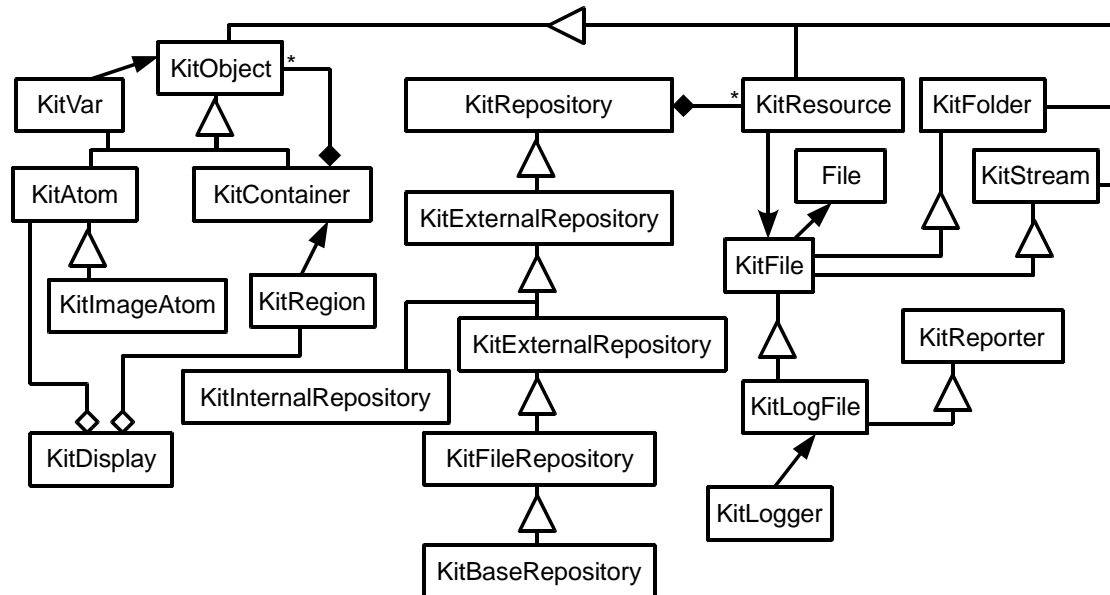 KitObject
*
KitVar
KitRepository
*
KitResource
KitFolder
KitAtom
KitContainer
File
KitStream
KitExternalRepository
KitFile
KitImageAtom
KitRegion
KitExternalRepository
KitReporter
KitInternalRepository
KitLogFile
KitDisplay
KitFileRepository
KitLogger
KitBaseRepository